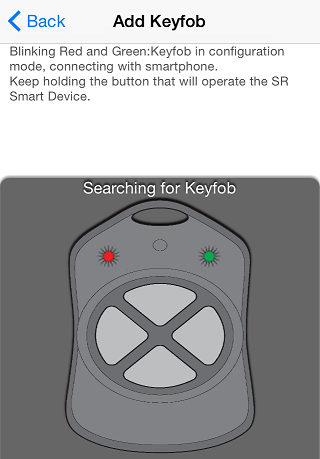 Back
Add Keyfob
Blinking Red and Green:Keyfob in configuration
mode, connecting with smartphone.
Keep holding the button that will operate the SR
Smart Device.
Searching for Keyfob